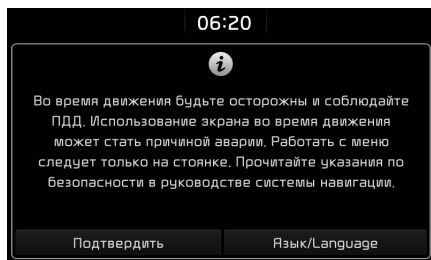 06:20
Во время движения будьте осторожны и соблюдайте
ПДД. Использование экрана во время движения
может стать причиной аварии. Работать с меню
следует только на стоянке. Прочитайте указания по
безопасности в руководстве системы навигации.
Подтвердить
Язык/Language